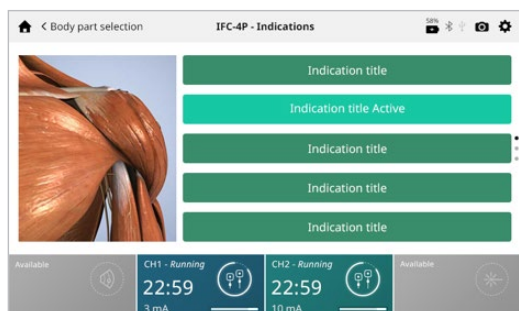 < Body part selection
IFC-4P - Indications
58%
Indication title
Indication title Active
Indication title
Indication title
Indication title
Available
CH1 - Running
22:59
3 mA
CH2 - Running
22:59
10 mA
Available